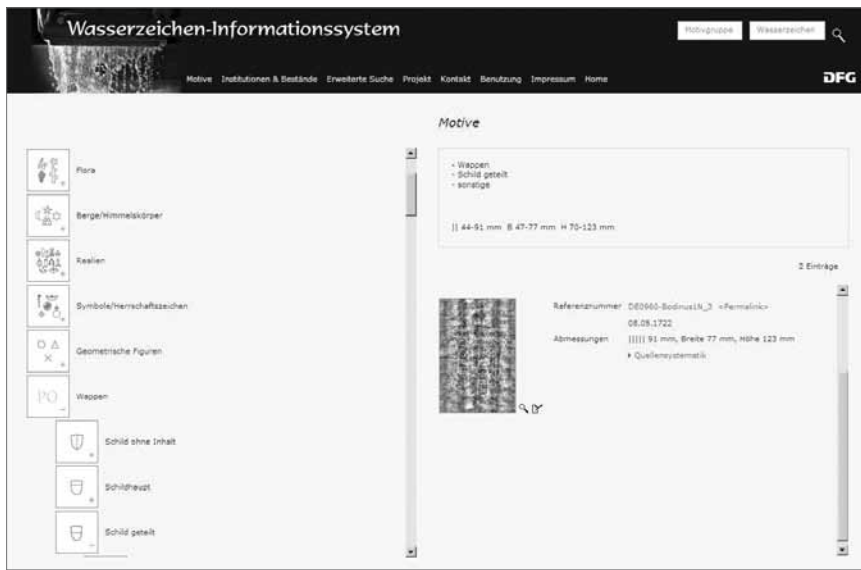 Wasserzeichen-Informationssystem
Motivgruppe Wasserzeichen
Motive Institutionen & Bestände Erweiterte Suche Projekt Kontakt Benutzung Impressum Home
DFG
Motive
Flora
Berge/Himmelskörper
Realien
Symbole/Herrschaftszeichen
Geometrische Figuren
PO Wappen
Schild ohne Inhalt
Schildhaupt
Schild geteilt
- Wappen
- Schild geteilt
- sonstige
|| 44-91 mm B 47-77 mm H 70-123 mm
2 Einträge
Referenznummer DE0960-Bodinus1N_2 <Permalink>
08.05.1722
Abmessungen ||||| 91 mm, Breite 77 mm, Höhe 123 mm
Quellensystematik